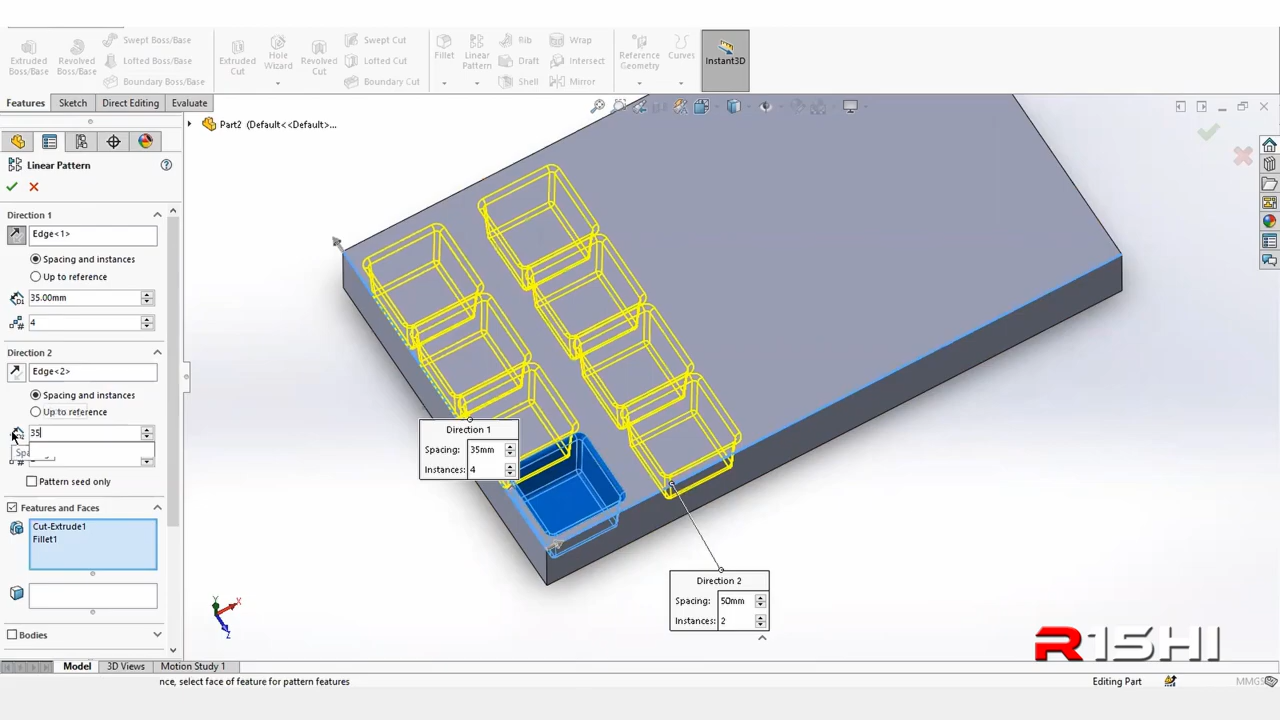 Extruded Boss/Base
Revolved Boss/Base
Swept Boss/Base
Lofted Boss/Base
Boundary Boss/Base
Extruded Cut
Hole Wizard
Revolved Cut
Swept Cut
Lofted Cut
Boundary Cut
Fillet
Linear Pattern
Rib
Draft
Shell
Wrap
Intersect
Mirror
Reference Geometry
Curves
Instant3D
Features Sketch Direct Editing Evaluate
Part2 (Default<<Default>...
Linear Pattern
Direction 1
Edge<1>
Spacing and instances
Up to reference
35.00mm
4
Direction 2
Edge<2>
Spacing and instances
Up to reference
35
Pattern seed only
Features and Faces
Cut-Extrude1
Fillet1
Bodies
Direction 1
Spacing: 35mm
Instances: 4
Direction 2
Spacing: 50mm
Instances: 2
Y
X
Z
R1SHI
Model 3D Views Motion Study 1
nce, select face of feature for pattern features
Editing Part